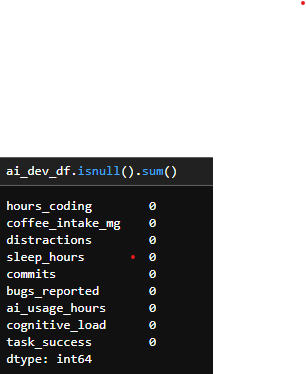 ai_dev_df.isnull().sum()
hours_coding 0
coffee_intake_mg 0
distractions 0
sleep_hours 0
commits 0
bugs_reported 0
ai_usage_hours 0
cognitive_load 0
task_success 0
dtype: int64